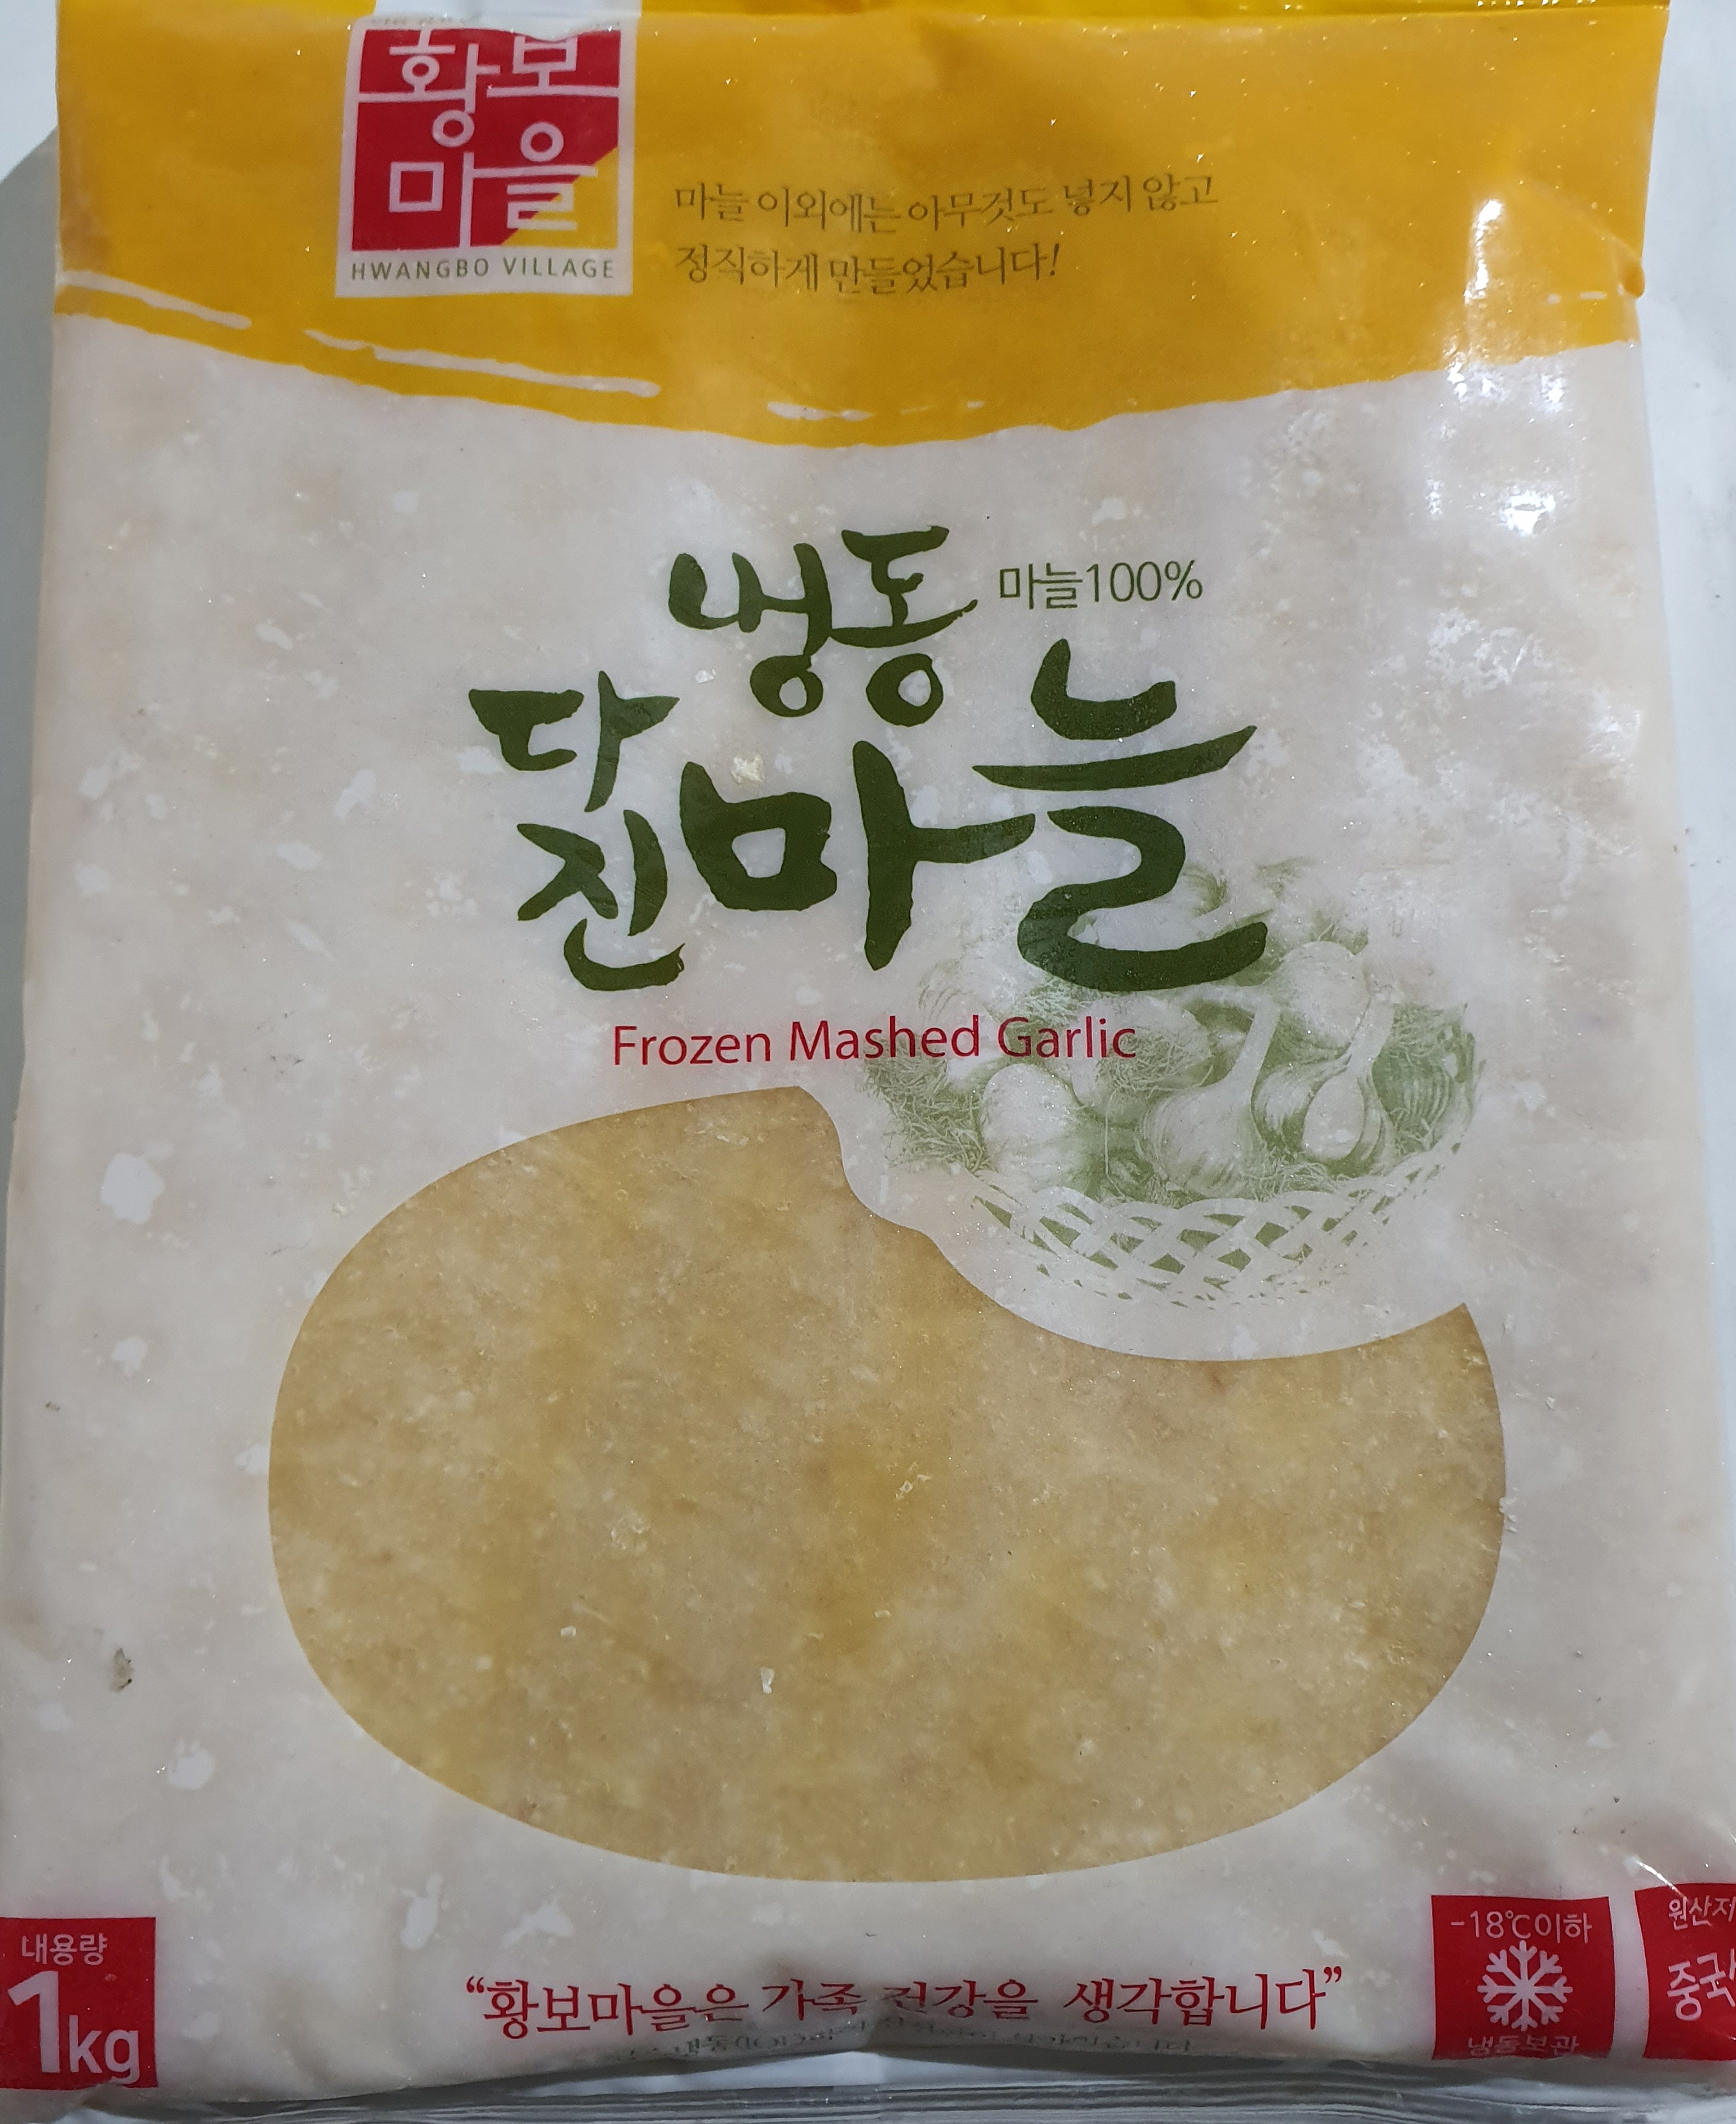 황보
마을
HWANGBO VILLAGE
마늘 이외에는 아무것도 넣지 않고
정직하게 만들었습니다!
냉동
마늘100%
다진마늘
Frozen Mashed Garlic
내용량
1kg
“황보마을은 가족 건강을 생각합니다”
-18℃이하
냉동보관